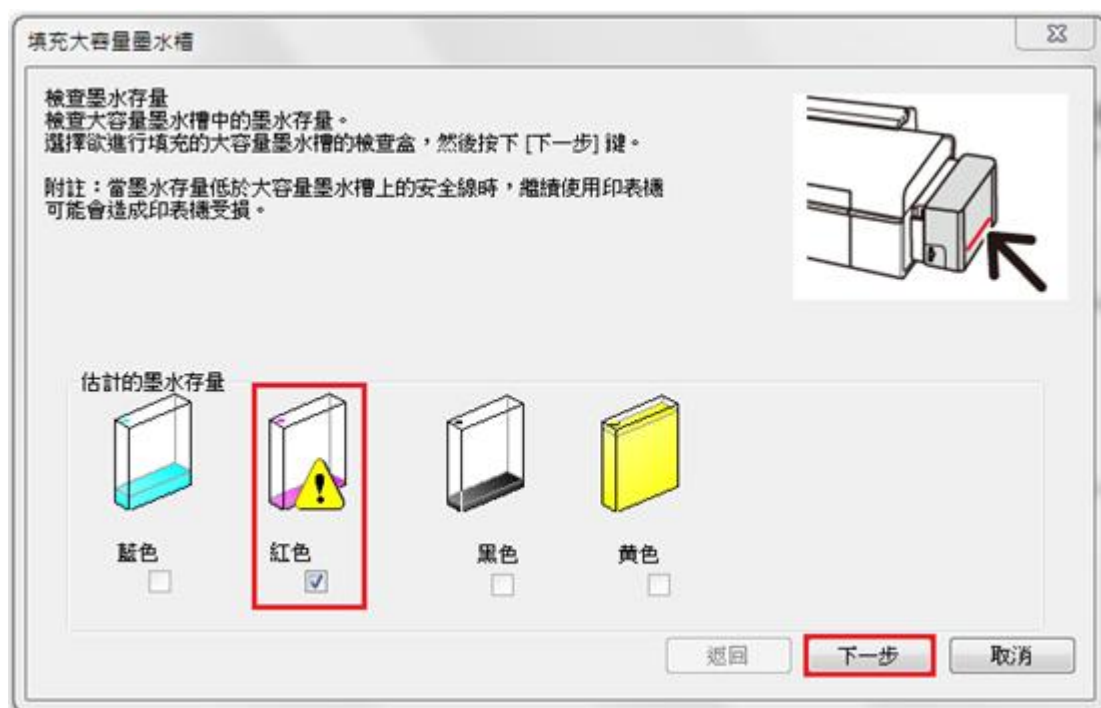 填充大容量墨水槽
檢查墨水存量
檢查大容量墨水槽中的墨水存量。
選擇欲進行填充的大容量墨水槽的檢查盒，然後按下 [下一步] 鍵。
附註：當墨水存量低於大容量墨水槽上的安全線時，繼續使用印表機
可能會造成印表機受損。
估計的墨水存量
藍色 紅色 黑色 黃色
返回 下一步 取消